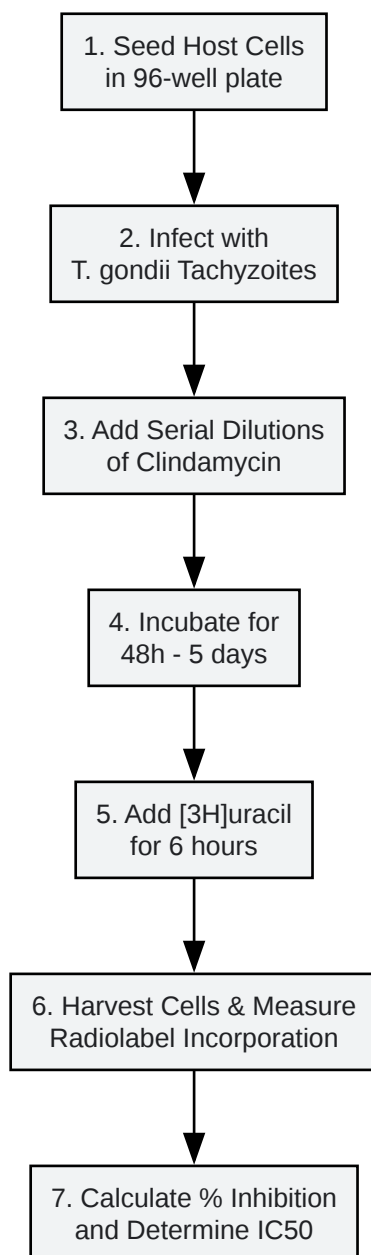 1. Seed Host Cells
in 96-well plate
2. Infect with
T. gondii Tachyzoites
3. Add Serial Dilutions
of Clindamycin
4. Incubate for
48h - 5 days
5. Add [3H]uracil
for 6 hours
6. Harvest Cells & Measure
Radiolabel Incorporation
7. Calculate % Inhibition
and Determine IC50